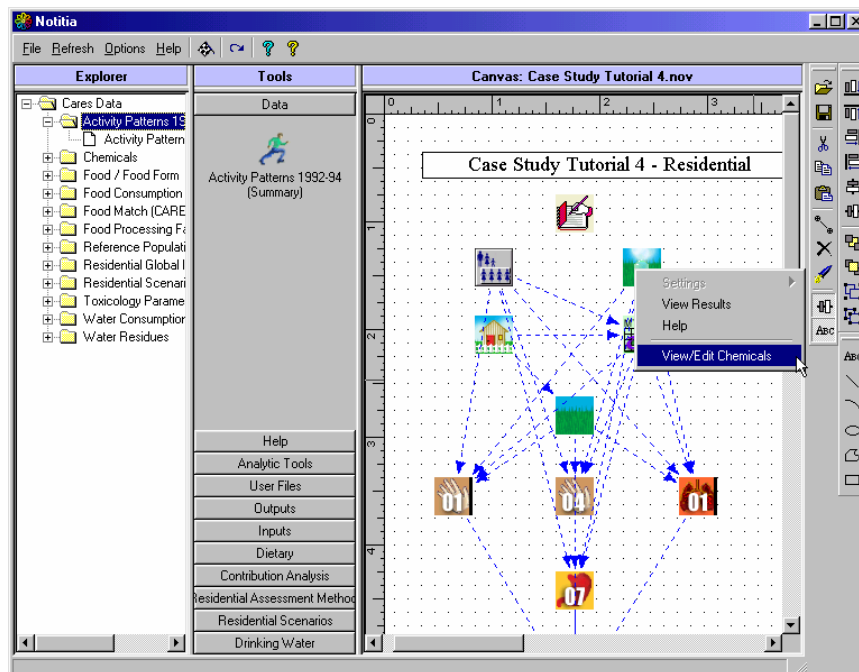 Notitia
File Refresh Options Help
Explorer
Tools
Canvas: Case Study Tutorial 4.nov
Cares Data
Activity Patterns 19
Activity Pattern
Chemicals
Food / Food Form
Food Consumption
Food Match (CARE
Food Processing Fa
Reference Populati
Residential Global I
Residential Scenari
Toxicology Parame
Water Consumption
Water Residues
Data
Activity Patterns 1992-94
(Summary)
Help
Analytic Tools
User Files
Outputs
Inputs
Dietary
Contribution Analysis
Residential Assessment Method
Residential Scenarios
Drinking Water
0 1 2 3
0
1
2
3
4
Case Study Tutorial 4 - Residential
Settings
View Results
Help
View/Edit Chemicals
01
04
01
07
ABC
ABC